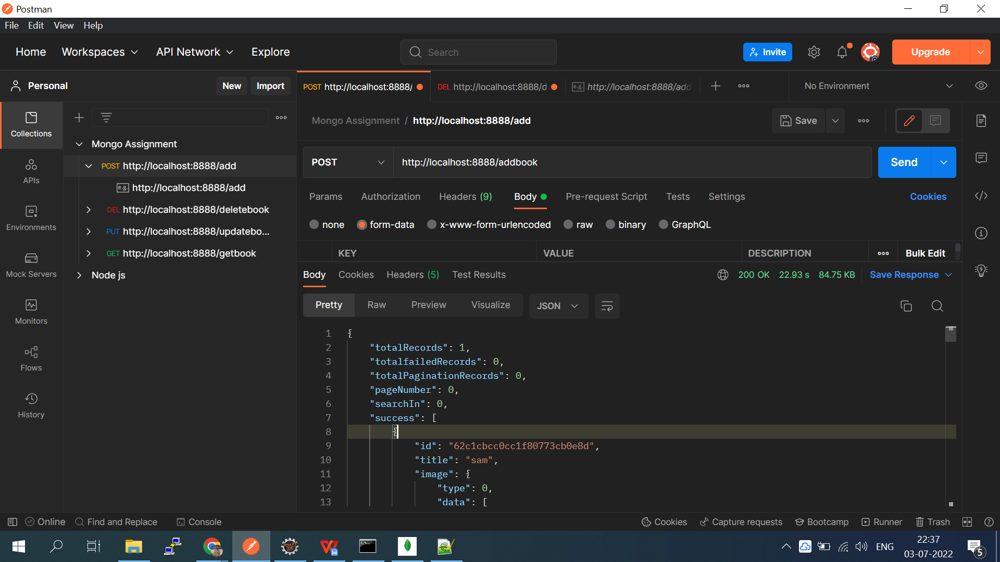 Postman
File Edit View Help
Home Workspaces API Network Explore
Search
Invite
Upgrade
Personal
New Import
POST http://localhost:8888/
DEL http://localhost:8888/d
e.g. http://localhost:8888/add
No Environment
Collections
APIs
Environments
Mock Servers
Monitors
Flows
History
Mongo Assignment
POST http://localhost:8888/add
e.g. http://localhost:8888/add
DEL http://localhost:8888/deletebook
PUT http://localhost:8888/updatebo...
GET http://localhost:8888/getbook
Node js
Mongo Assignment / http://localhost:8888/add
Save
POST http://localhost:8888/addbook
Send
Params Authorization Headers (9) Body Pre-request Script Tests Settings Cookies
none form-data x-www-form-urlencoded raw binary GraphQL
KEY VALUE DESCRIPTION Bulk Edit
Body Cookies Headers (5) Test Results 200 OK 22.93 s 84.75 KB Save Response
Pretty Raw Preview Visualize JSON
1 {
2 "totalRecords": 1,
3 "totalfailedRecords": 0,
4 "totalPaginationRecords": 0,
5 "pageNumber": 0,
6 "searchIn": 0,
7 "success": [
8 {
9 "id": "62c1cbcc0cc1f80773cb0e8d",
10 "title": "sam",
11 "image": {
12 "type": 0,
13 "data": [
Online Find and Replace Console Cookies Capture requests Bootcamp Runner Trash
ENG
22:37
03-07-2022
5